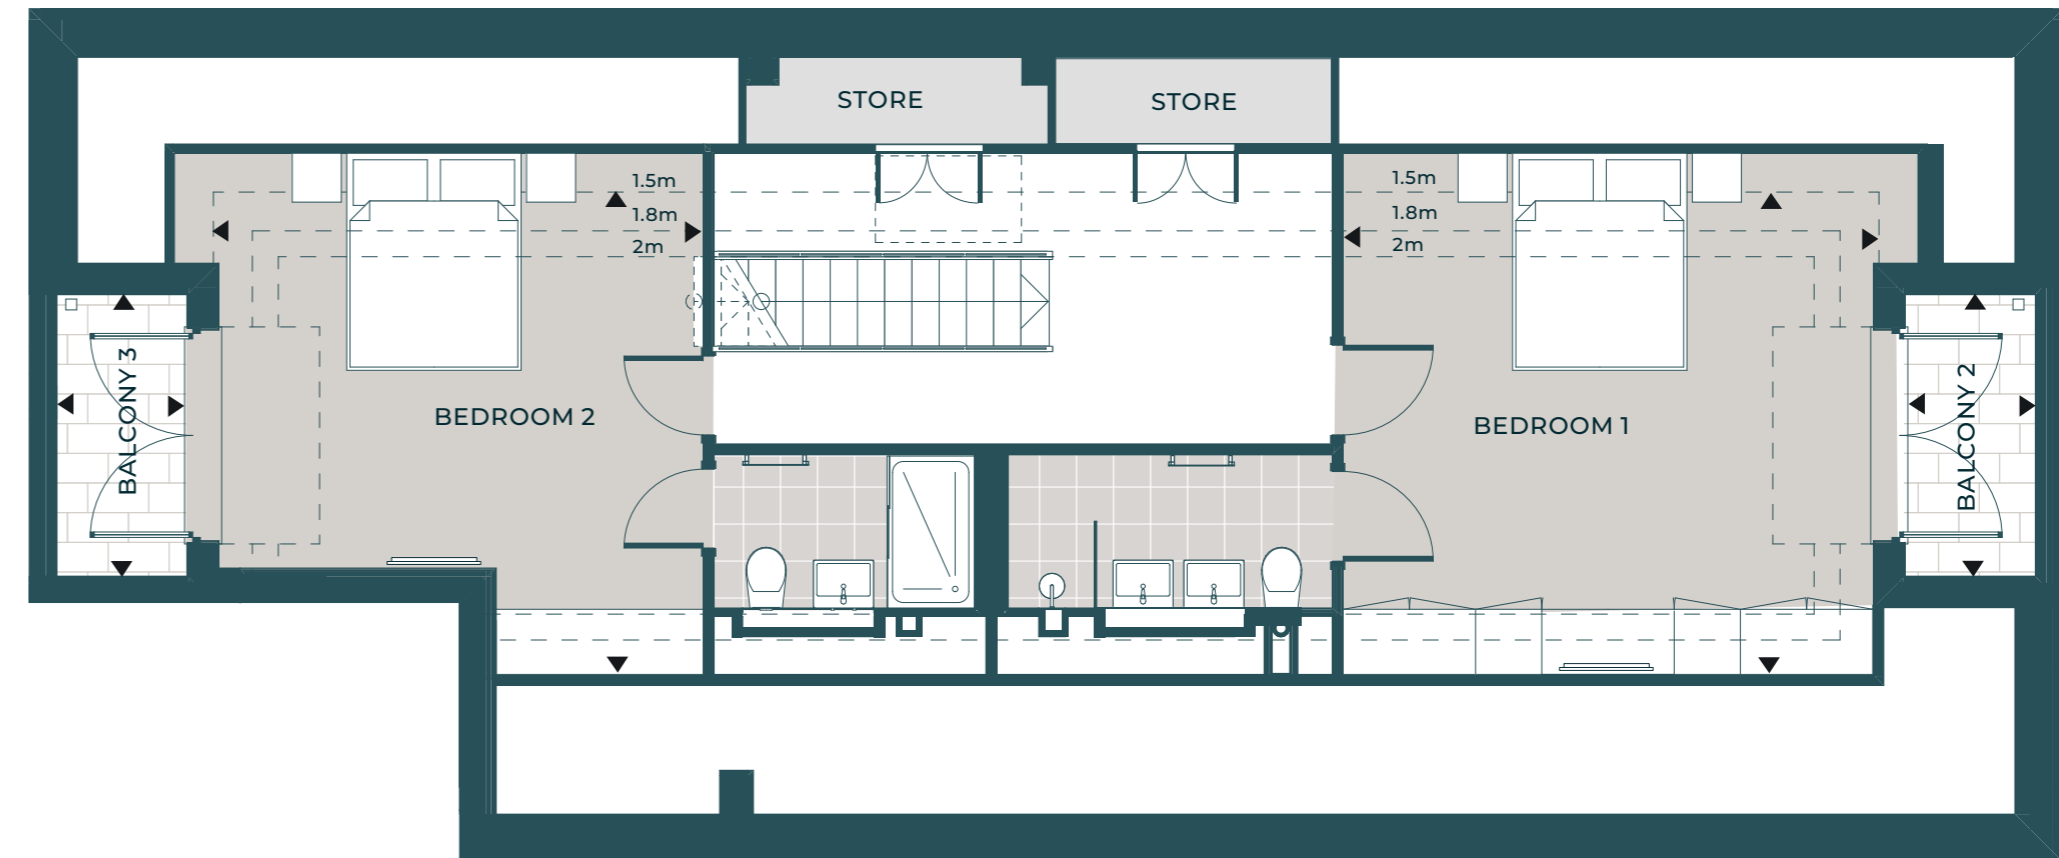 STORE
STORE
1.5m
1.8m
2m
1.5m
1.8m
2m
BALCONY 3
BEDROOM 2
BEDROOM 1
BALCONY 2